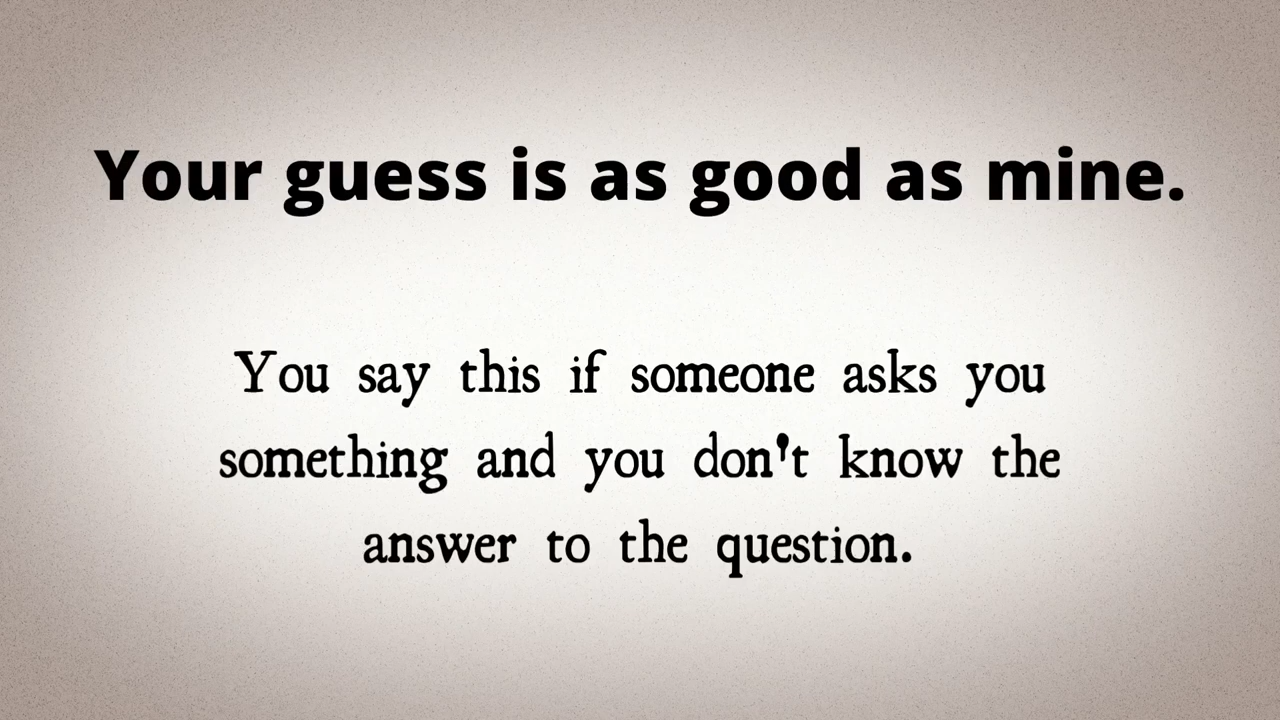 Your guess is as good as mine.
You say this if someone asks you
something and you don't know the
answer to the question.